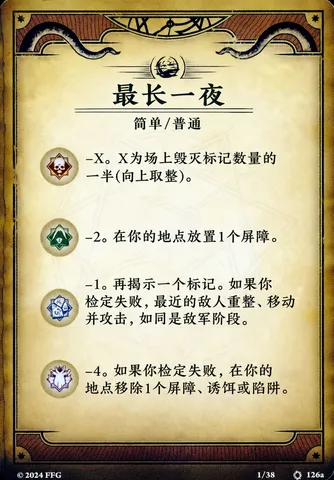 最长一夜
简单/普通
–X。X为场上毁灭标记数量的
一半(向上取整)。
–2。在你的地点放置1个屏障。
–1。再揭示一个标记。如果你
检定失败,最近的敌人重整、移动
并攻击,如同是敌军阶段。
–4。如果你检定失败,在你的
地点移除1个屏障、诱饵或陷阱。
© 2024 FFG
1/38
126a